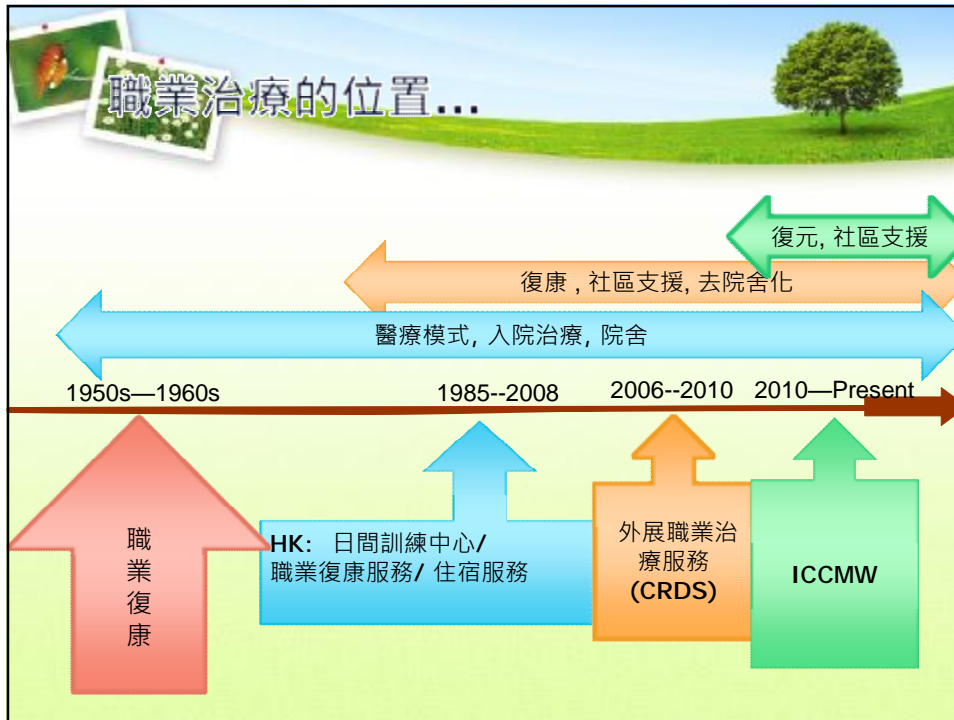 職業治療的位置...
復元, 社區支援
復康 , 社區支援, 去院舍化
醫療模式, 入院治療, 院舍
1950s—1960s
1985--2008
2006--2010
2010—Present
職
業
復
康
HK: 日間訓練中心/
職業復康服務/ 住宿服務
外展職業治
療服務
(CRDS)
ICCMW